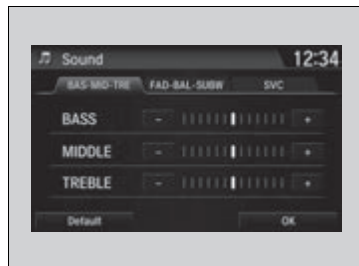 Sound 12:34
BAS-MID-TRE FAD-BAL-SUBW SVC
BASS - +
MIDDLE - +
TREBLE - +
Default OK